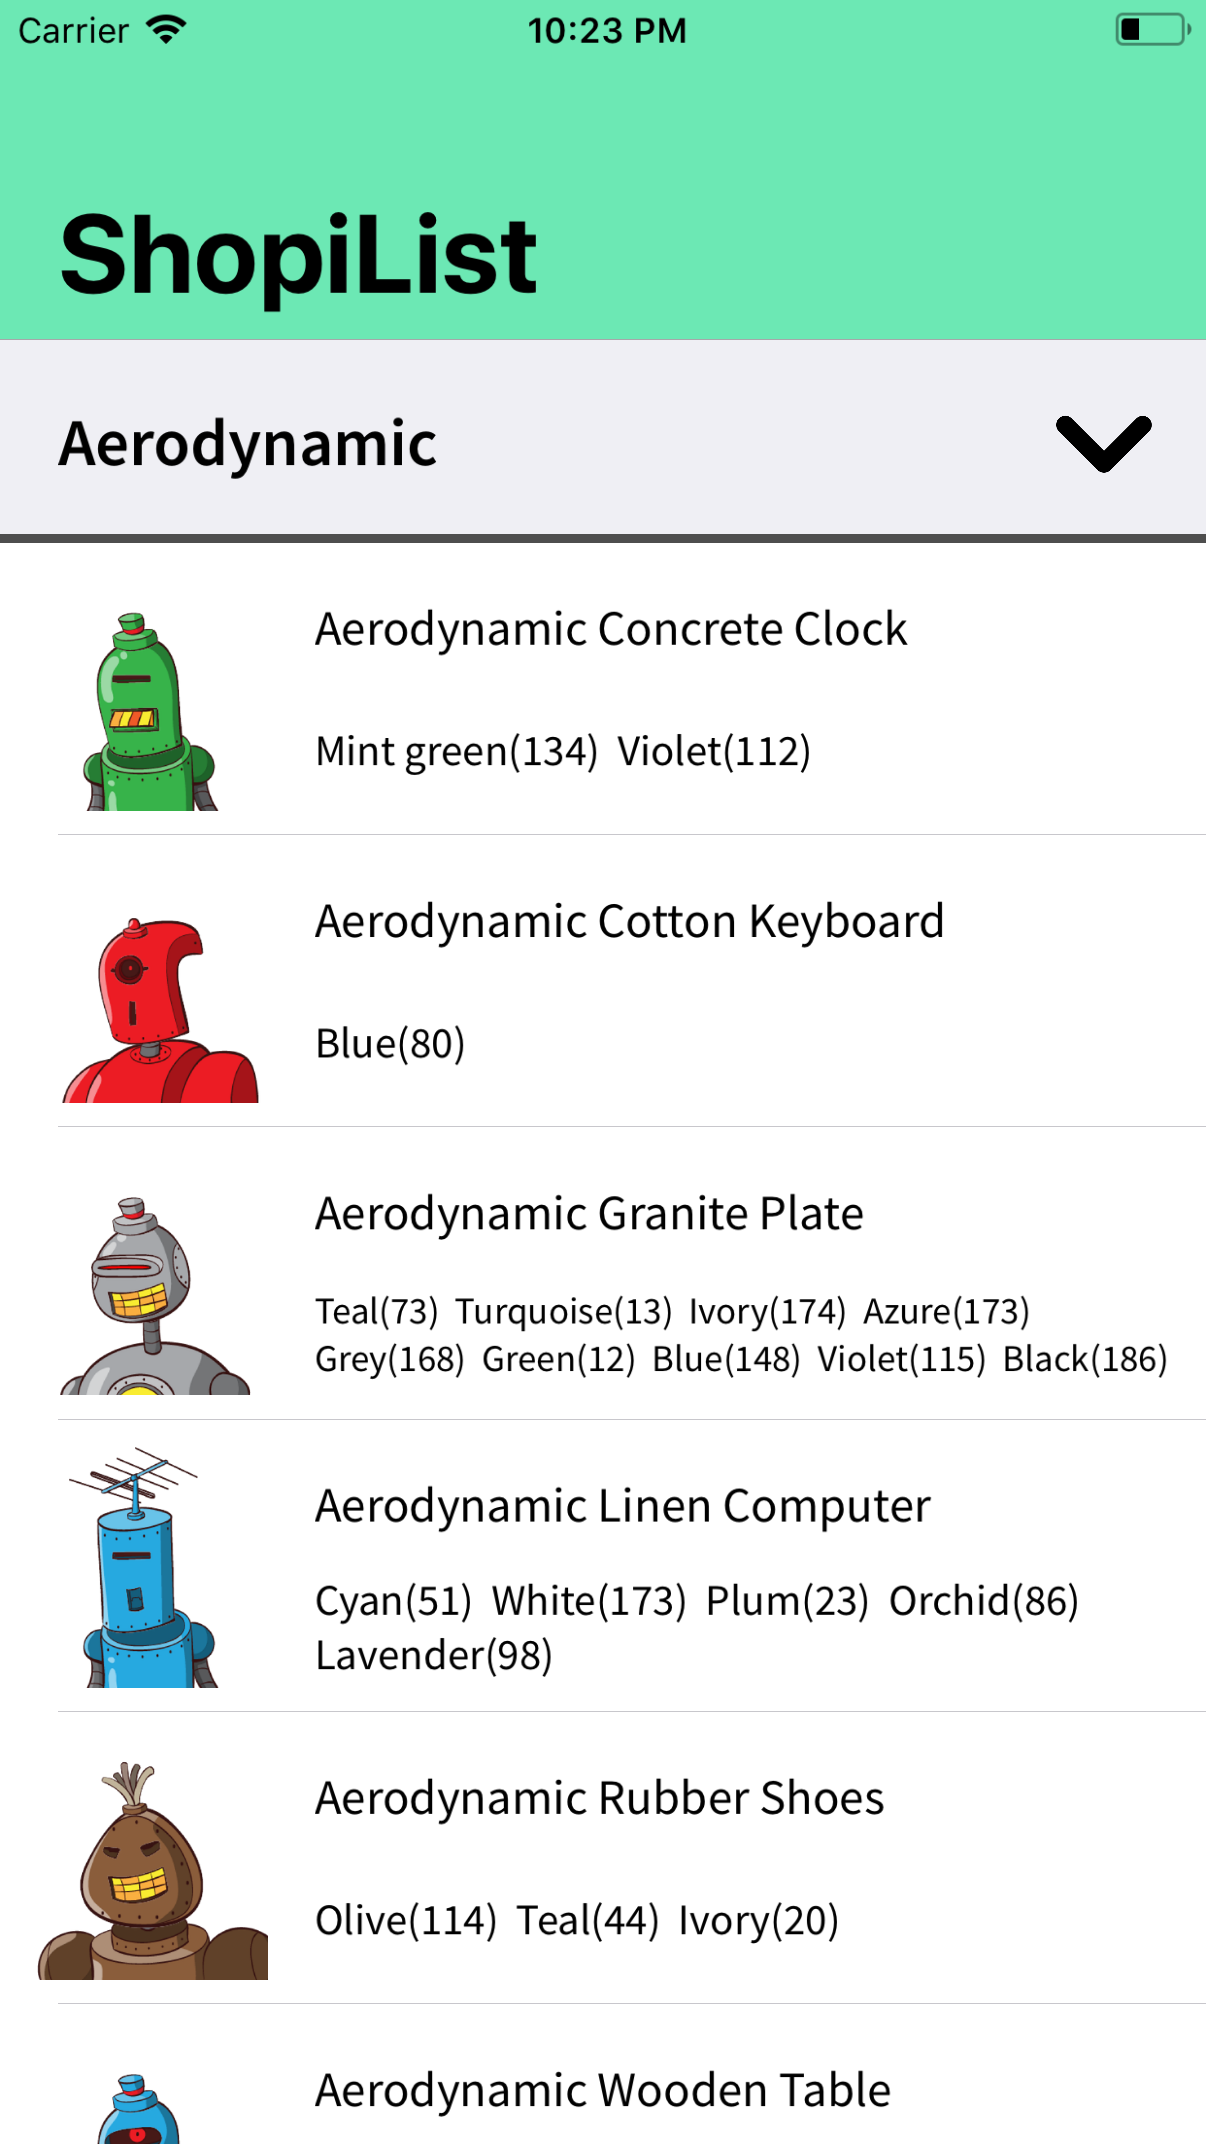 Carrier 10:23 PM
ShopiList
Aerodynamic
Aerodynamic Concrete Clock
Mint green(134) Violet(112)
Aerodynamic Cotton Keyboard
Blue(80)
Aerodynamic Granite Plate
Teal(73) Turquoise(13) Ivory(174) Azure(173)
Grey(168) Green(12) Blue(148) Violet(115) Black(186)
Aerodynamic Linen Computer
Cyan(51) White(173) Plum(23) Orchid(86)
Lavender(98)
Aerodynamic Rubber Shoes
Olive(114) Teal(44) Ivory(20)
Aerodynamic Wooden Table